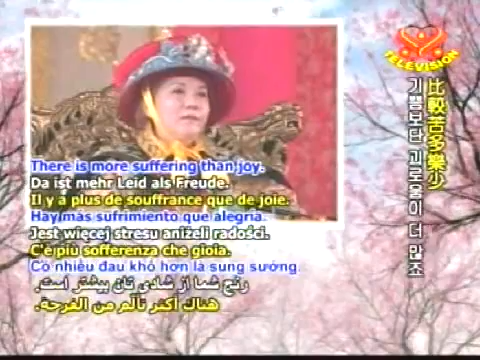 TELEVISION
There is more suffering than joy.
Da ist mehr Leid als Freude.
Il y a plus de souffrance que de joie.
Hay más sufrimiento que alegría.
Jest więcej stresu aniżeli radości.
C'è più sofferenza che gioia.
Có nhiều đau khổ hơn là sung sướng.
رنج شما از شادی تان بیشتر است.
هناك أكثر تألم من الفرحة.
比較苦多樂少
기쁨보단 괴로움이 더 많죠